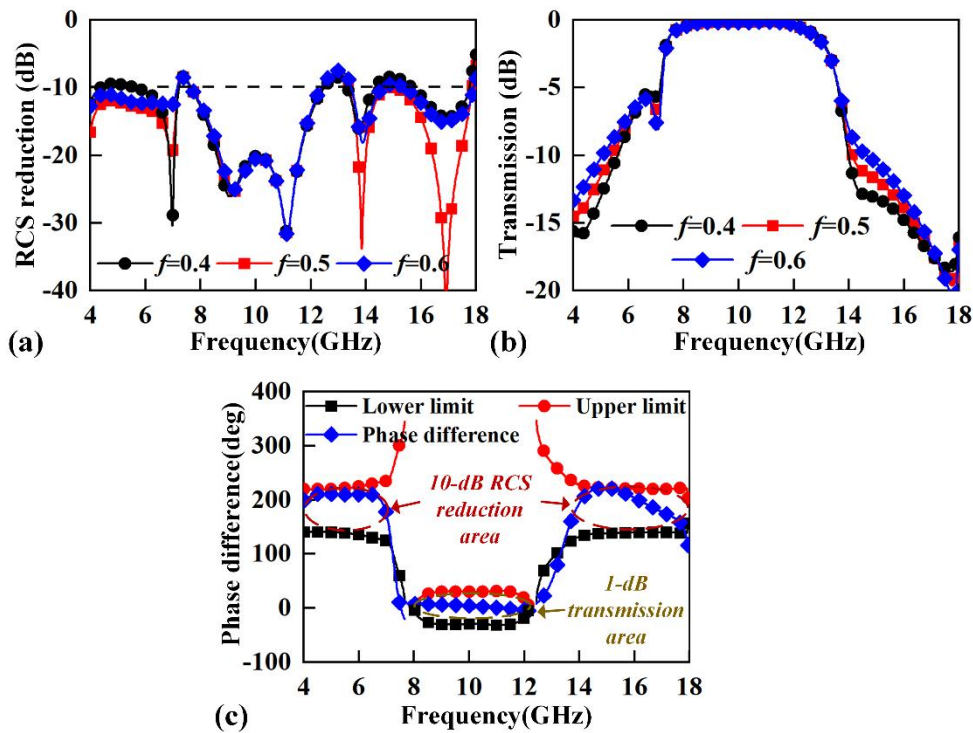 RCS reduction (dB)
0
-10
-20
-30
-40
f=0.4 f=0.5 f=0.6
4 6 8 10 12 14 16 18
Frequency(GHz)
(a)
Transmission (dB)
0
-5
-10
-15
-20
f=0.4 f=0.5
f=0.6
4 6 8 10 12 14 16 18
Frequency(GHz)
(b)
Phase difference(deg)
400
300
200
100
0
-100
Lower limit Upper limit
Phase difference
10-dB RCS
reduction
area
1-dB
transmission
area
4 6 8 10 12 14 16 18
Frequency(GHz)
(c)